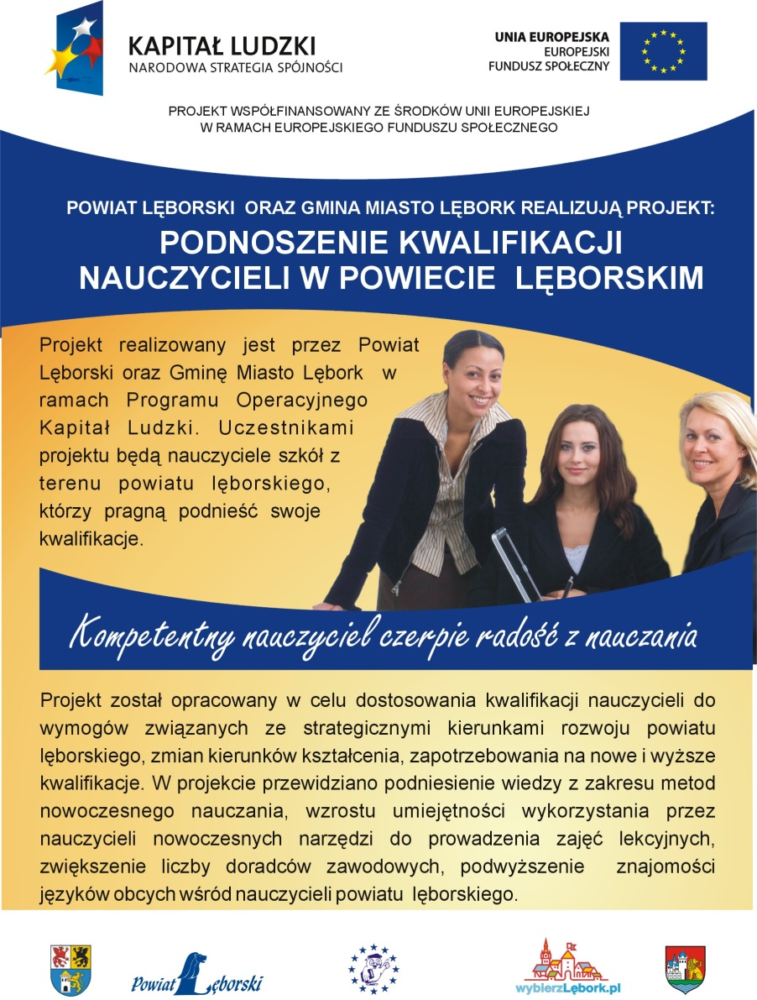 KAPITAŁ LUDZKI
NARODOWA STRATEGIA SPÓJNOŚCI
UNIA EUROPEJSKA
EUROPEJSKI
FUNDUSZ SPOŁECZNY
PROJEKT WSPÓŁFINANSOWANY ZE ŚRODKÓW UNII EUROPEJSKIEJ
W RAMACH EUROPEJSKIEGO FUNDUSZU SPOŁECZNEGO
POWIAT LĘBORSKI ORAZ GMINA MIASTO LĘBORK REALIZUJĄ PROJEKT:
PODNOSZENIE KWALIFIKACJI
NAUCZYCIELI W POWIECIE LĘBORSKIM
Projekt realizowany jest przez Powiat
Lęborski oraz Gminę Miasto Lębork w
ramach Programu Operacyjnego
Kapitał Ludzki. Uczestnikami
projektu będą nauczyciele szkół z
terenu powiatu lęborskiego,
którzy pragną podnieść swoje
kwalifikacje.
Kompetentny nauczyciel czerpie radość z nauczania
Projekt został opracowany w celu dostosowania kwalifikacji nauczycieli do
wymogów związanych ze strategicznymi kierunkami rozwoju powiatu
lęborskiego, zmian kierunków kształcenia, zapotrzebowania na nowe i wyższe
kwalifikacje. W projekcie przewidziano podniesienie wiedzy z zakresu metod
nowoczesnego nauczania, wzrostu umiejętności wykorzystania przez
nauczycieli nowoczesnych narzędzi do prowadzenia zajęć lekcyjnych,
zwiększenie liczby doradców zawodowych, podwyższenie znajomości
języków obcych wśród nauczycieli powiatu lęborskiego.
Powiat Lęborski
wybierzLębork.pl